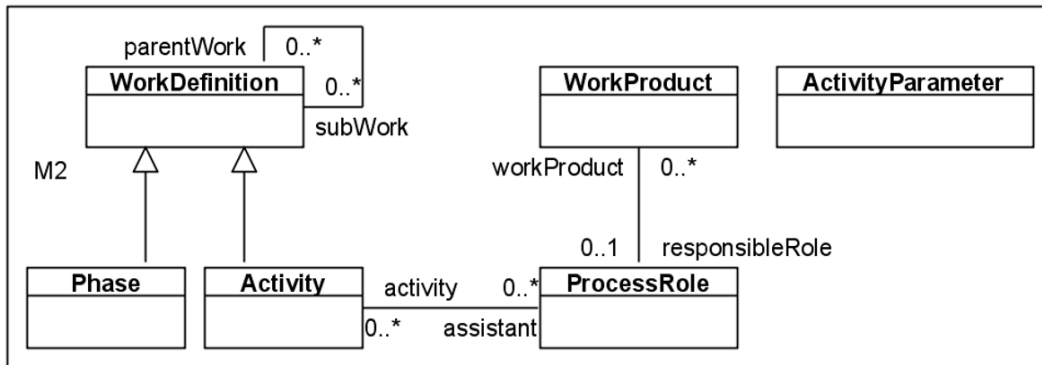 parentWork 0..*
WorkDefinition WorkProduct ActivityParameter
0..*
subWork
M2 workProduct 0..*
0..1 responsibleRole
Phase Activity ProcessRole
activity 0..*
0..* assistant